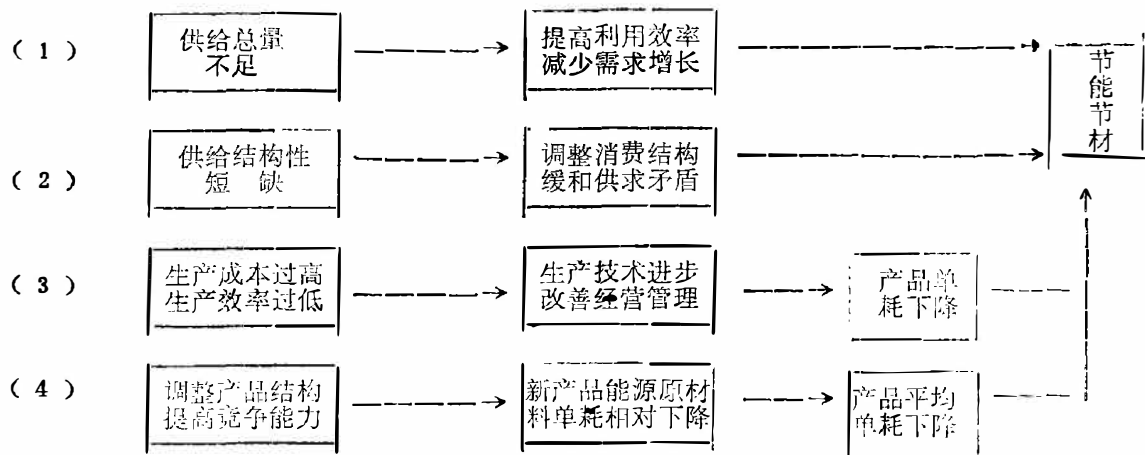 (1)
供给总量
不足
提高利用效率
减少需求增长
节能节材
(2)
供给结构性
短 缺
调整消费结构
缓和供求矛盾
(3)
生产成本过高
生产效率过低
生产技术进步
改善经营管理
产品单
耗下降
(4)
调整产品结构
提高竞争能力
新产品能源原材
料单耗相对下降
产品平均
单耗下降